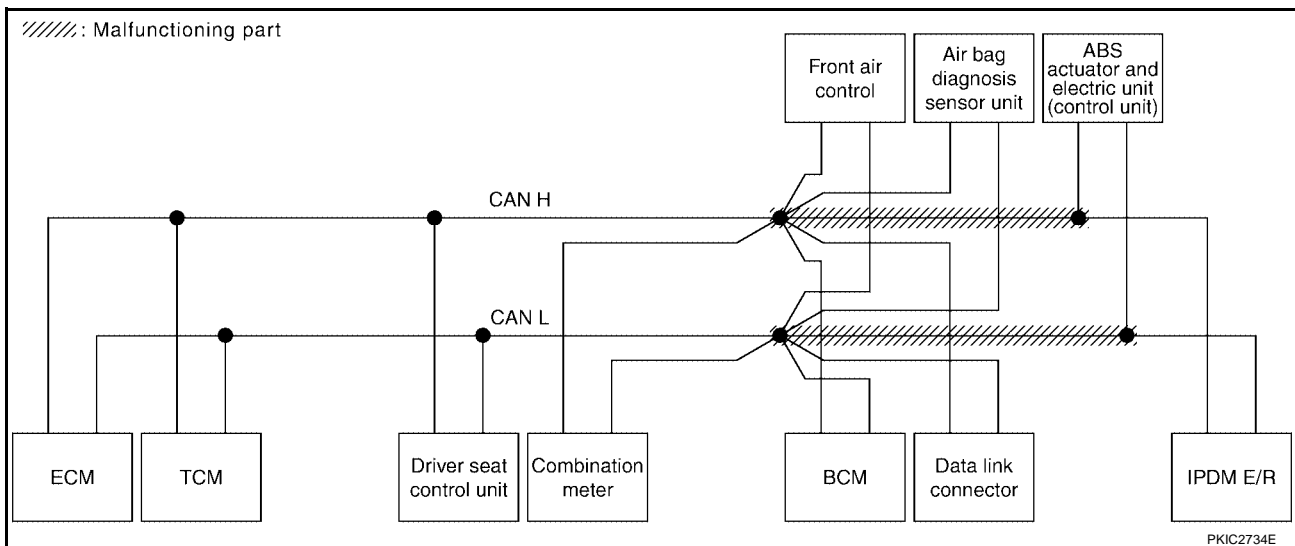 : Malfunctioning part
Front air
control
Air bag
diagnosis
sensor unit
ABS
actuator and
electric unit
(control unit)
CAN H
CAN L
ECM
TCM
Driver seat
control unit
Combination
meter
BCM
Data link
connector
IPDM E/R
PKIC2734E